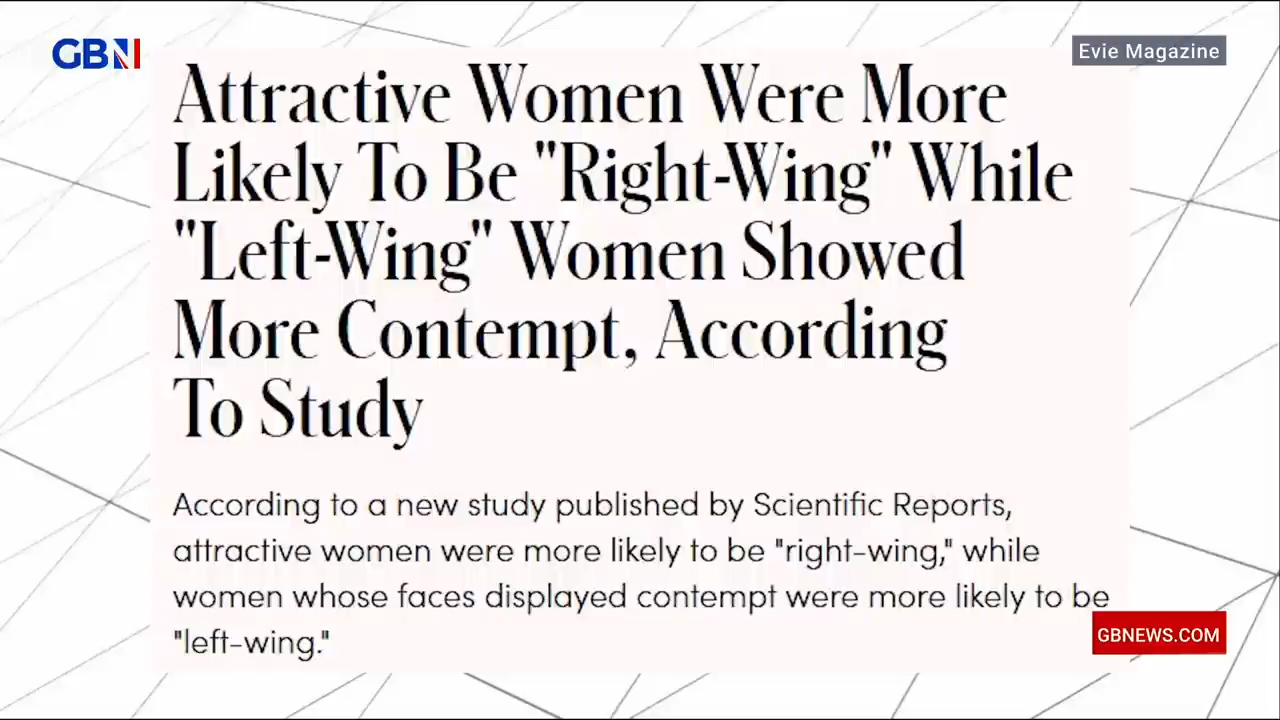 GBN
Evie Magazine
Attractive Women Were More
Likely To Be "Right-Wing" While
"Left-Wing" Women Showed
More Contempt, According
To Study
According to a new study published by Scientific Reports,
attractive women were more likely to be "right-wing," while
women whose faces displayed contempt were more likely to be
"left-wing."
GBNEWS.COM